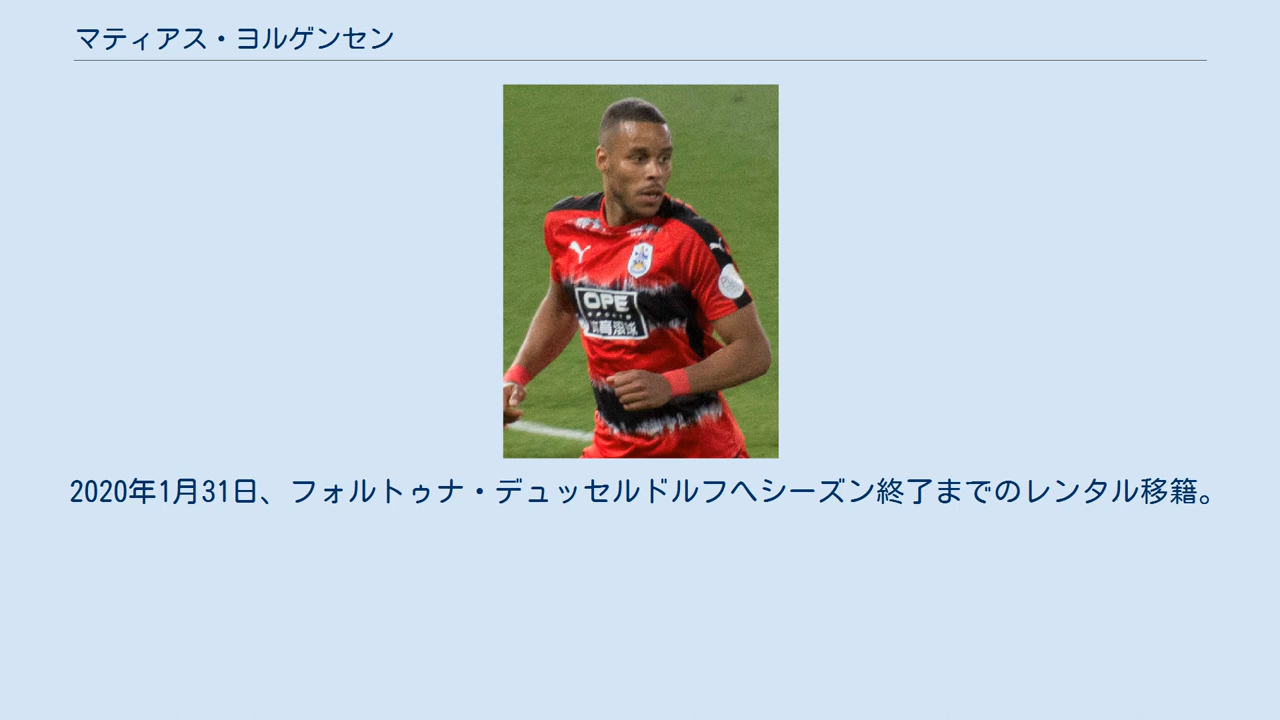 マティアス・ヨルゲンセン
OPE
SPORTS
2020年1月31日、フォルトゥナ・デュッセルドルフへシーズン終了までのレンタル移籍。